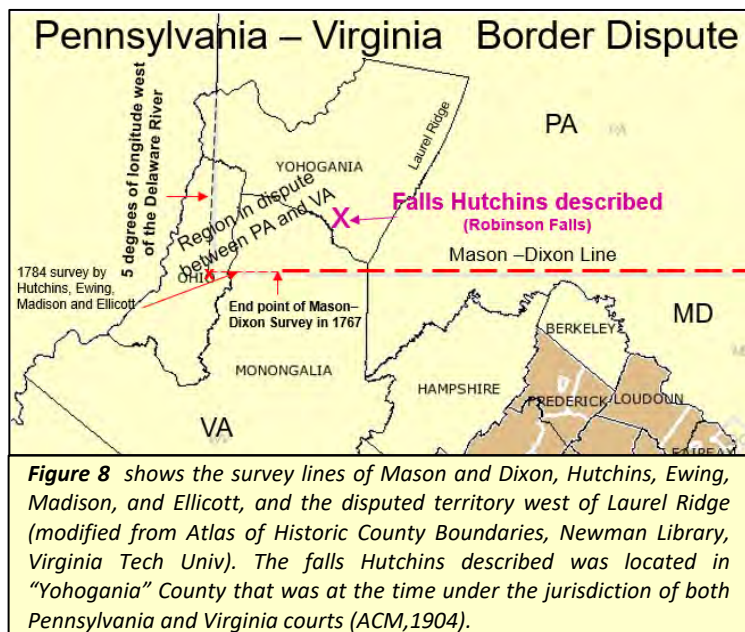 Pennsylvania – Virginia Border Dispute
5 degrees of longitude west
of the Delaware River
YOHOGANIA
Laurel Ridge
PA
Region in dispute
between PA and VA
X
Falls Hutchins described
(Robinson Falls)
Mason –Dixon Line
1784 survey by
Hutchins, Ewing,
Madison and Ellicott
OHIO
End point of Mason–
Dixon Survey in 1767
MD
BERKELEY
MONONGALIA
HAMPSHIRE
FREDERICK
LOUDOUN
VA
FAIRFAX
Figure 8 shows the survey lines of Mason and Dixon, Hutchins, Ewing,
Madison, and Ellicott, and the disputed territory west of Laurel Ridge
(modified from Atlas of Historic County Boundaries, Newman Library,
Virginia Tech Univ). The falls Hutchins described was located in
“Yohogania” County that was at the time under the jurisdiction of both
Pennsylvania and Virginia courts (ACM,1904).